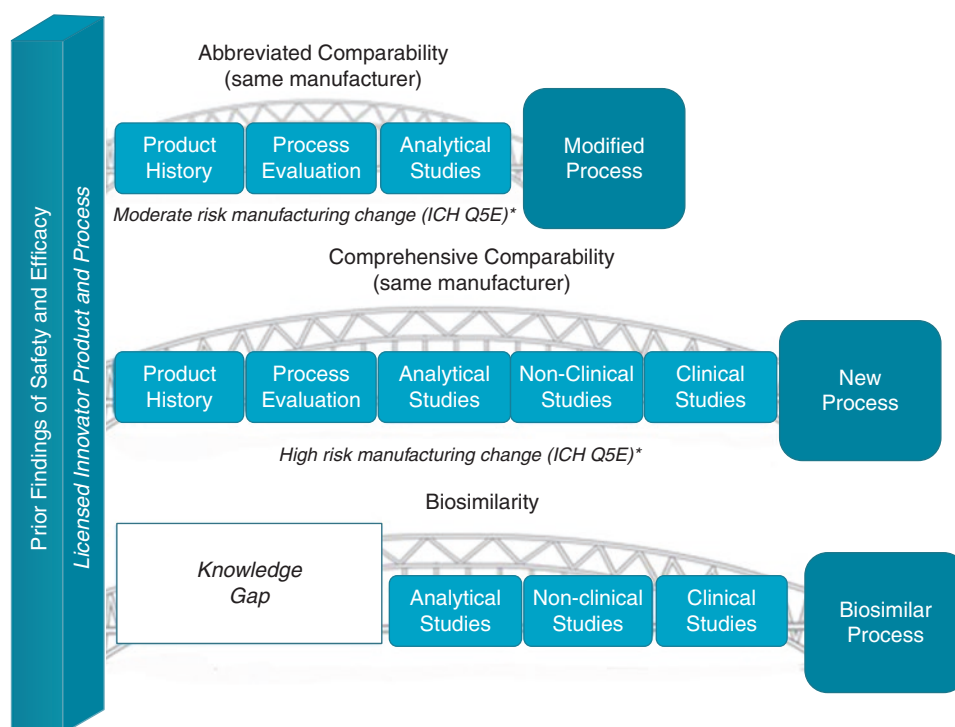 Prior Findings of Safety and Efficacy
Licensed Innovator Product and Process
Abbreviated Comparability
(same manufacturer)
Product
History
Process
Evaluation
Analytical
Studies
Modified
Process
Moderate risk manufacturing change (ICH Q5E)*
Comprehensive Comparability
(same manufacturer)
Product
History
Process
Evaluation
Analytical
Studies
Non-Clinical
Studies
Clinical
Studies
New
Process
High risk manufacturing change (ICH Q5E)*
Biosimilarity
Knowledge
Gap
Analytical
Studies
Non-clinical
Studies
Clinical
Studies
Biosimilar
Process